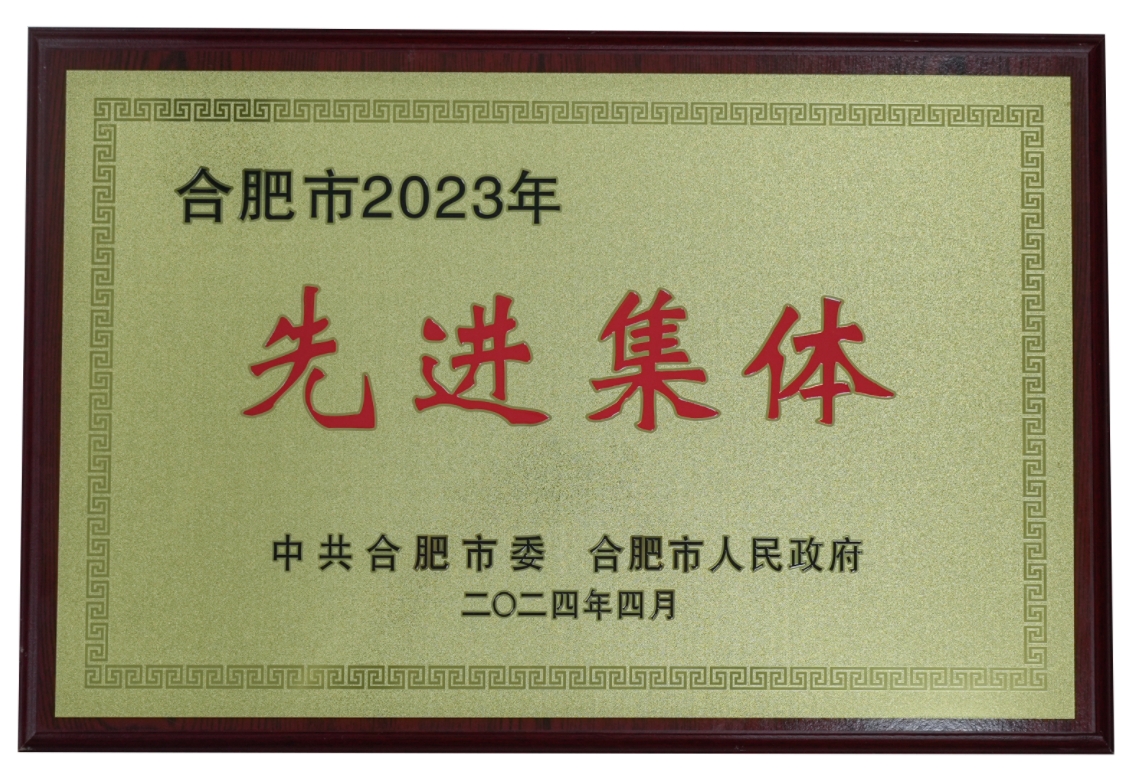 合肥市2023年
先进集体
中共合肥市委 合肥市人民政府
二〇二四年四月